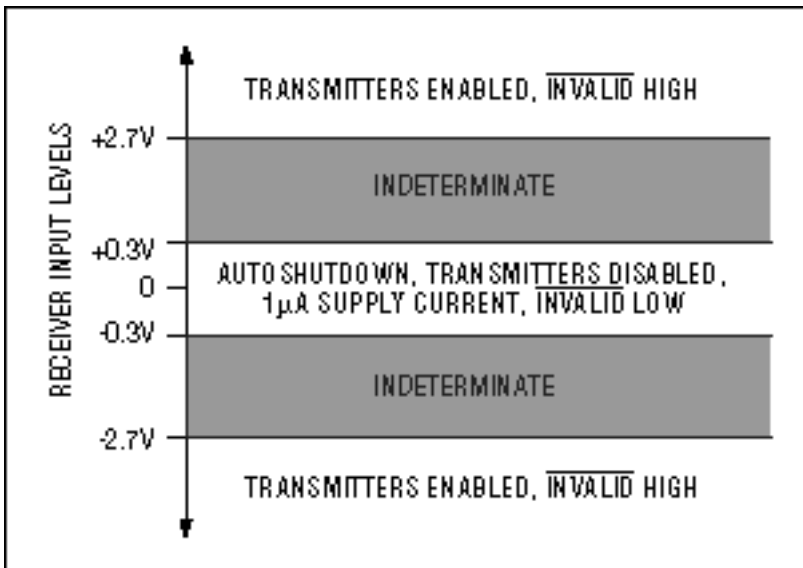 TRANSMITTERS ENABLED, INVALID HIGH
RECEIVER INPUT LEVELS
+2.7V
INDETERMINATE
+0.3V
AUTOSHUTDOWN, TRANSMITTERS DISABLED,
0
1µA SUPPLY CURRENT, INVALID LOW
-0.3V
INDETERMINATE
-2.7V
TRANSMITTERS ENABLED, INVALID HIGH